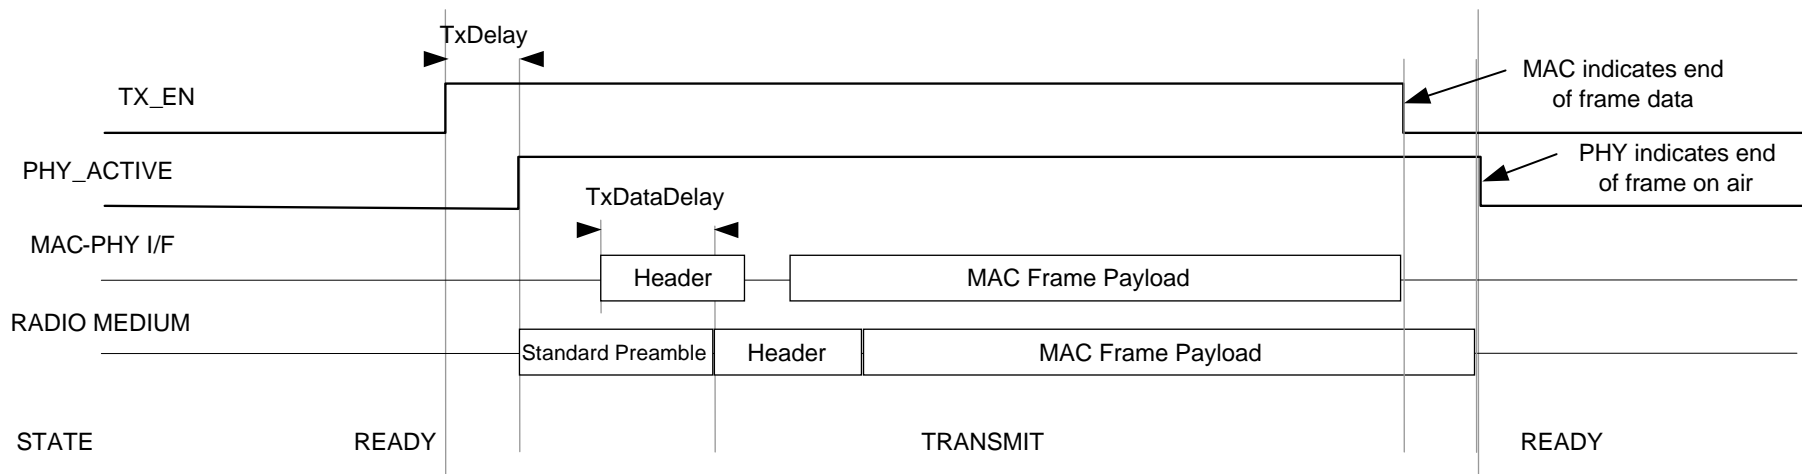 TxDelay
TX_EN
MAC indicates end
of frame data
PHY_ACTIVE
PHY indicates end
of frame on air
TxDataDelay
MAC-PHY I/F
Header
MAC Frame Payload
RADIO MEDIUM
Standard Preamble
Header
MAC Frame Payload
STATE
READY
TRANSMIT
READY